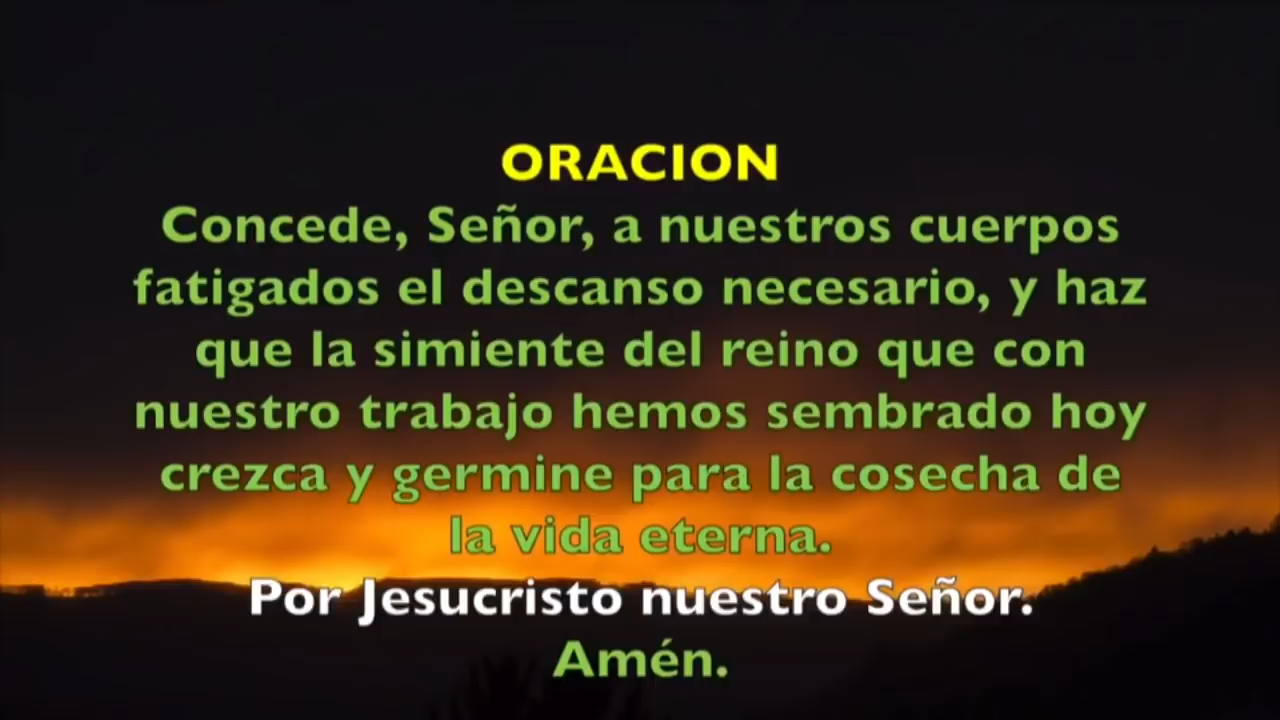 ORACION
Concede, Señor, a nuestros cuerpos
fatigados el descanso necesario, y haz
que la simiente del reino que con
nuestro trabajo hemos sembrado hoy
crezca y germine para la cosecha de
la vida eterna.
Por Jesucristo nuestro Señor.
Amén.